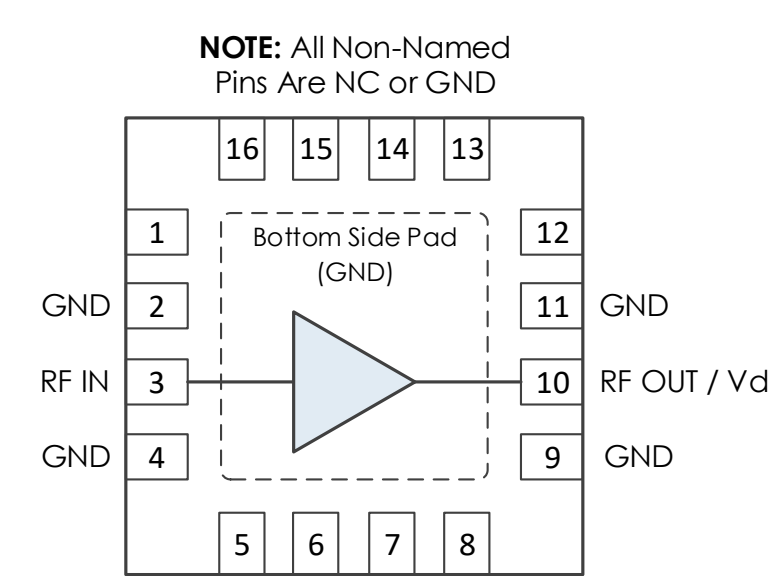 NOTE: All Non-Named
Pins Are NC or GND
16 15 14 13
Bottom Side Pad
(GND)
1 12
GND 2 11 GND
RF IN 3 10 RF OUT / Vd
GND 4 9 GND
5 6 7 8